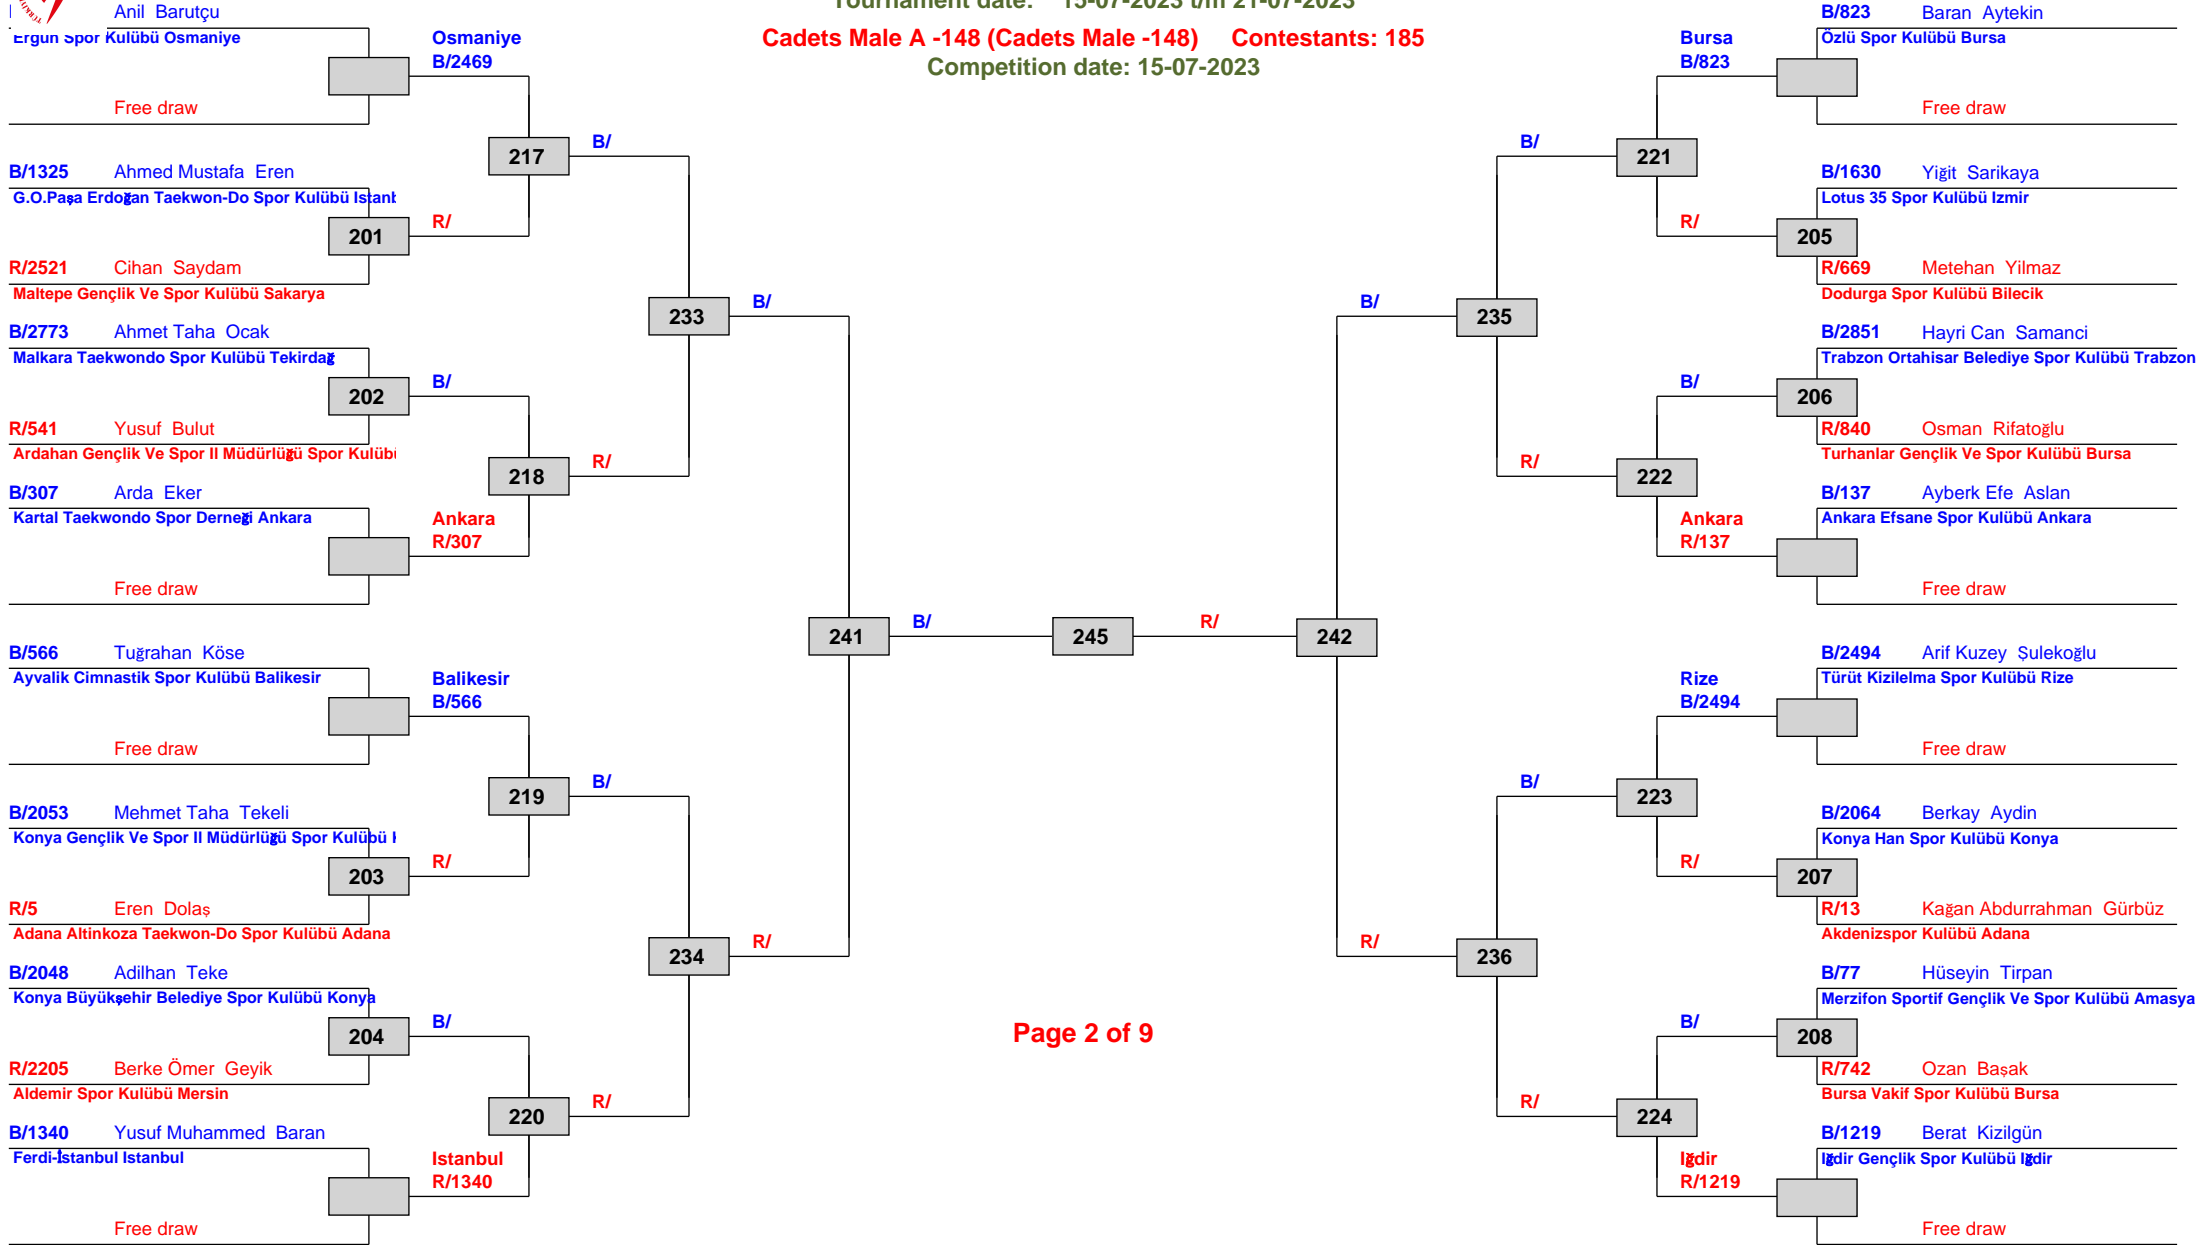 Tournament date: 15-07-2023 t/m 21-07-2023
Cadets Male A -148 (Cadets Male -148) Contestants: 185
Competition date: 15-07-2023
Anil Barutçu
Ergün Spor Kulübü Osmaniye
Free draw
Osmaniye
B/2469
217
B/
B/1325 Ahmed Mustafa Eren
G.O.Paşa Erdoğan Taekwon-Do Spor Kulübü
201
R/
R/2521 Cihan Saydam
Maltepe Gençlik Ve Spor Kulübü Sakarya
233
B/
B/2773 Ahmet Taha Ocak
Malkara Taekwondo Spor Kulübü Tekirdağ
202
B/
R/541 Yusuf Bulut
Ardahan Gençlik Ve Spor Il Müdürlüğü Spor
218
R/
B/307 Arda Eker
Kartal Taekwondo Spor Derneği Ankara
Ankara
R/307
Free draw
241
B/
245
R/
242
B/566 Tuğrahan Köse
Ayvalik Cimnastik Spor Kulübü Balikesir
Balikesir
B/566
Free draw
219
B/
B/2053 Mehmet Taha Tekeli
Konya Gençlik Ve Spor Il Müdürlüğü Spor Kulübü
203
R/
R/5 Eren Dolaş
Adana Altinkoza Taekwon-Do Spor Kulübü Adana
234
R/
B/2048 Adilhan Teke
Konya Büyükşehir Belediye Spor Kulübü Konya
204
B/
R/2205 Berke Ömer Geyik
Aldemir Spor Kulübü Mersin
220
R/
B/1340 Yusuf Muhammed Baran
Ferdi-İstanbul Istanbul
Istanbul
R/1340
Free draw
B/823 Baran Aytekin
Özlü Spor Kulübü Bursa
Bursa
B/823
Free draw
B/
221
B/1630 Yiğit Sarikaya
Lotus 35 Spor Kulübü Izmir
R/
205
R/669 Metehan Yilmaz
Dodurga Spor Kulübü Bilecik
B/
235
B/2851 Hayri Can Samanci
Trabzon Ortahisar Belediye Spor Kulübü Trabzon
B/
206
R/840 Osman Rifatoğlu
Turhanlar Gençlik Ve Spor Kulübü Bursa
R/
222
B/137 Ayberk Efe Aslan
Ankara Efsane Spor Kulübü Ankara
Ankara
R/137
Free draw
B/2494 Arif Kuzey Şulekoğlu
Türüt Kizilelma Spor Kulübü Rize
Rize
B/2494
Free draw
B/
223
B/2064 Berkay Aydin
Konya Han Spor Kulübü Konya
R/
207
R/13 Kağan Abdurrahman Gürbüz
Akdenizspor Kulübü Adana
R/
236
B/77 Hüseyin Tirpan
Merzifon Sportif Gençlik Ve Spor Kulübü Amasya
B/
208
R/742 Ozan Başak
Bursa Vakif Spor Kulübü Bursa
R/
224
B/1219 Berat Kizilgün
Iğdir Gençlik Spor Kulübü Iğdir
Iğdir
R/1219
Free draw
Page 2 of 9